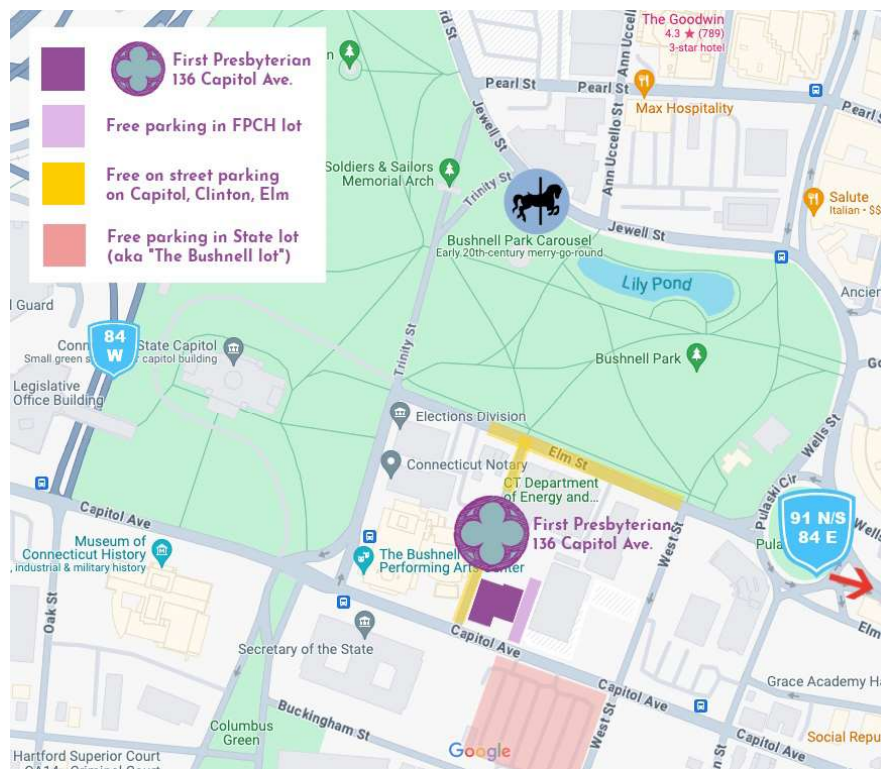 First Presbyterian
136 Capitol Ave.
Free parking in FPCH lot
Free on street parking
on Capitol, Clinton, Elm
Free parking in State lot
(aka "The Bushnell lot")
The Goodwin
4.3 ★ (789)
3-star hotel
Ann Uccello
Pearl St
Pearl St
Pearl St
Max Hospitality
Jewell St
Soldiers & Sailors
Memorial Arch
Trinity St
Ann Uccello St
Salute
Italian · $$
Jewell St
Bushnell Park Carousel
Early 20th-century merry-go-round
Lily Pond
Guard
84
W
State Capitol
Small green
capitol building
Trinity St
Bushnell Park
Legislative
Office Building
Elections Division
Wells St
Connecticut Notary
Elm St
CT Department
of Energy and...
Capitol Ave
Pulaski Cir
91 N/S
84 E
First Presbyterian
136 Capitol Ave.
West St
Museum of
Connecticut History
, industrial & military history
The Bushnell
Performing Arts Center
Oak St
Capitol Ave
Elm
Secretary of the State
Grace Academy
Capitol Ave
Buckingham St
West St
Columbus
Green
Google
Capitol Ave
Hartford Superior Court